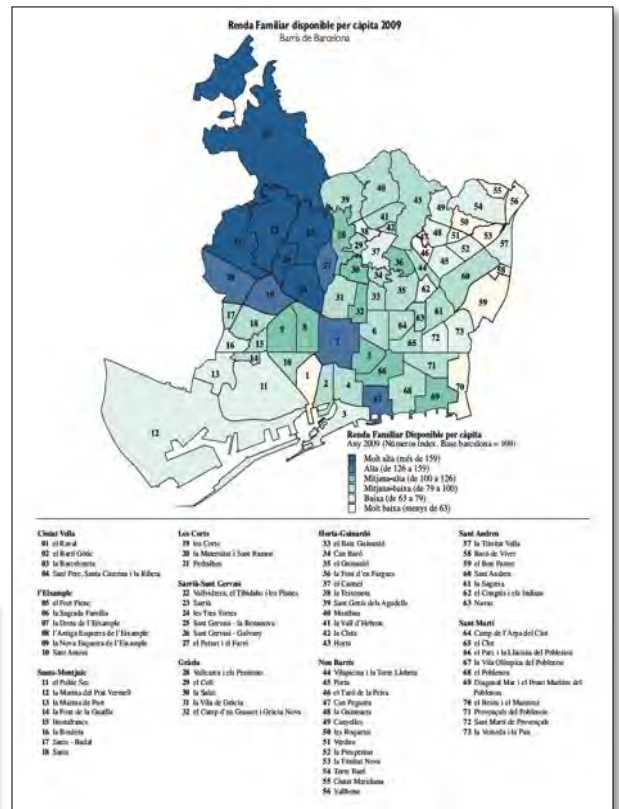 Renda Familiar disponible per càpita 2009
Barris de Barcelona
Renda Familiar Disponible per càpita
Any 2009 (Números índex. Base barcelona = 100)
Molt alta (més de 159)
Alta (de 126 a 159)
Mitjana-alta (de 100 a 126)
Mitjana-baixa (de 79 a 100)
Baixa (de 63 a 79)
Molt baixa (menys de 63)
Ciutat Vella
01 el Raval
02 el Barri Gòtic
03 la Barceloneta
04 Sant Pere, Santa Caterina i la Ribera
l'Eixample
05 el Fort Pienc
06 la Sagrada Família
07 la Dreta de l'Eixample
08 l'Antiga Esquerra de l'Eixample
09 la Nova Esquerra de l'Eixample
10 Sant Antoni
Sants-Montjuïc
11 el Poble Sec
12 la Marina del Prat Vermell
13 la Marina de Port
14 la Font de la Guatlla
15 Hostafrancs
16 la Bordeta
17 Sants - Badal
18 Sants
Les Corts
19 les Corts
20 la Maternitat i Sant Ramon
21 Pedralbes
Sarrià-Sant Gervasi
22 Vallvidrera, el Tibidabo i les Planes
23 Sarrià
24 les Tres Torres
25 Sant Gervasi - la Bonanova
26 Sant Gervasi - Galvany
27 el Putxet i el Farró
Gràcia
28 Vallcarca i els Penitents
29 el Coll
30 la Salut
31 la Vila de Gràcia
32 el Camp d'en Grassot i Gràcia Nova
Horta-Guinardó
33 el Baix Guinardó
34 Can Baró
35 el Guinardó
36 la Font d'en Fargues
37 el Carmel
38 la Teixonera
39 Sant Genís dels Agudells
40 Montbau
41 la Vall d'Hebron
42 la Clota
43 Horta
Nou Barris
44 Vilapicina i la Torre Llobeta
45 Porta
46 el Turó de la Peira
47 Can Peguera
48 la Guineueta
49 Canyelles
50 les Roquetes
51 Verdun
52 la Prosperitat
53 la Trinitat Nova
54 Torre Baró
55 Ciutat Meridiana
56 Vallbona
Sant Andreu
57 la Trinitat Vella
58 Baró de Viver
59 el Bon Pastor
60 Sant Andreu
61 la Sagrera
62 el Congrés i els Indians
63 Navas
Sant Martí
64 Camp de l'Arpa del Clot
65 el Clot
66 el Parc i la Llacuna del Poblenou
67 la Vila Olímpica del Poblenou
68 el Poblenou
69 Diagonal Mar i el Front Marítim del
Poblenou
70 el Besòs i el Maresme
71 Provençals del Poblenou
72 Sant Martí de Provençals
73 la Verneda i la Pau